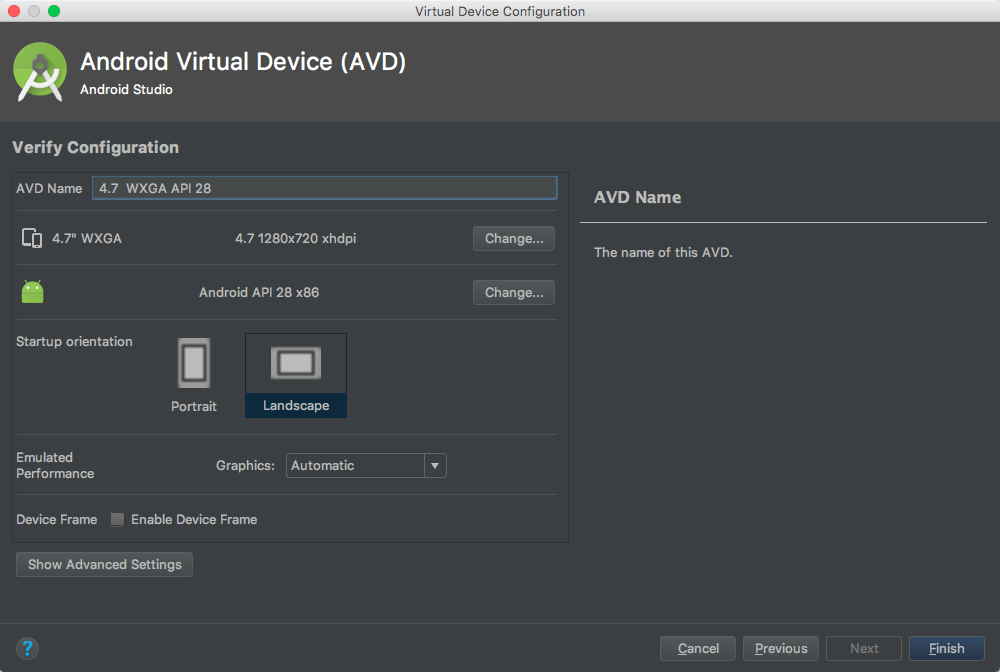 Virtual Device Configuration
Android Virtual Device (AVD)
Android Studio
Verify Configuration
AVD Name 4.7  WXGA API 28
4.7" WXGA 4.7 1280x720 xhdpi Change...
Android API 28 x86 Change...
Startup orientation
Portrait Landscape
Emulated
Performance
Graphics: Automatic
Device Frame Enable Device Frame
Show Advanced Settings
AVD Name
The name of this AVD.
? Cancel Previous Next Finish